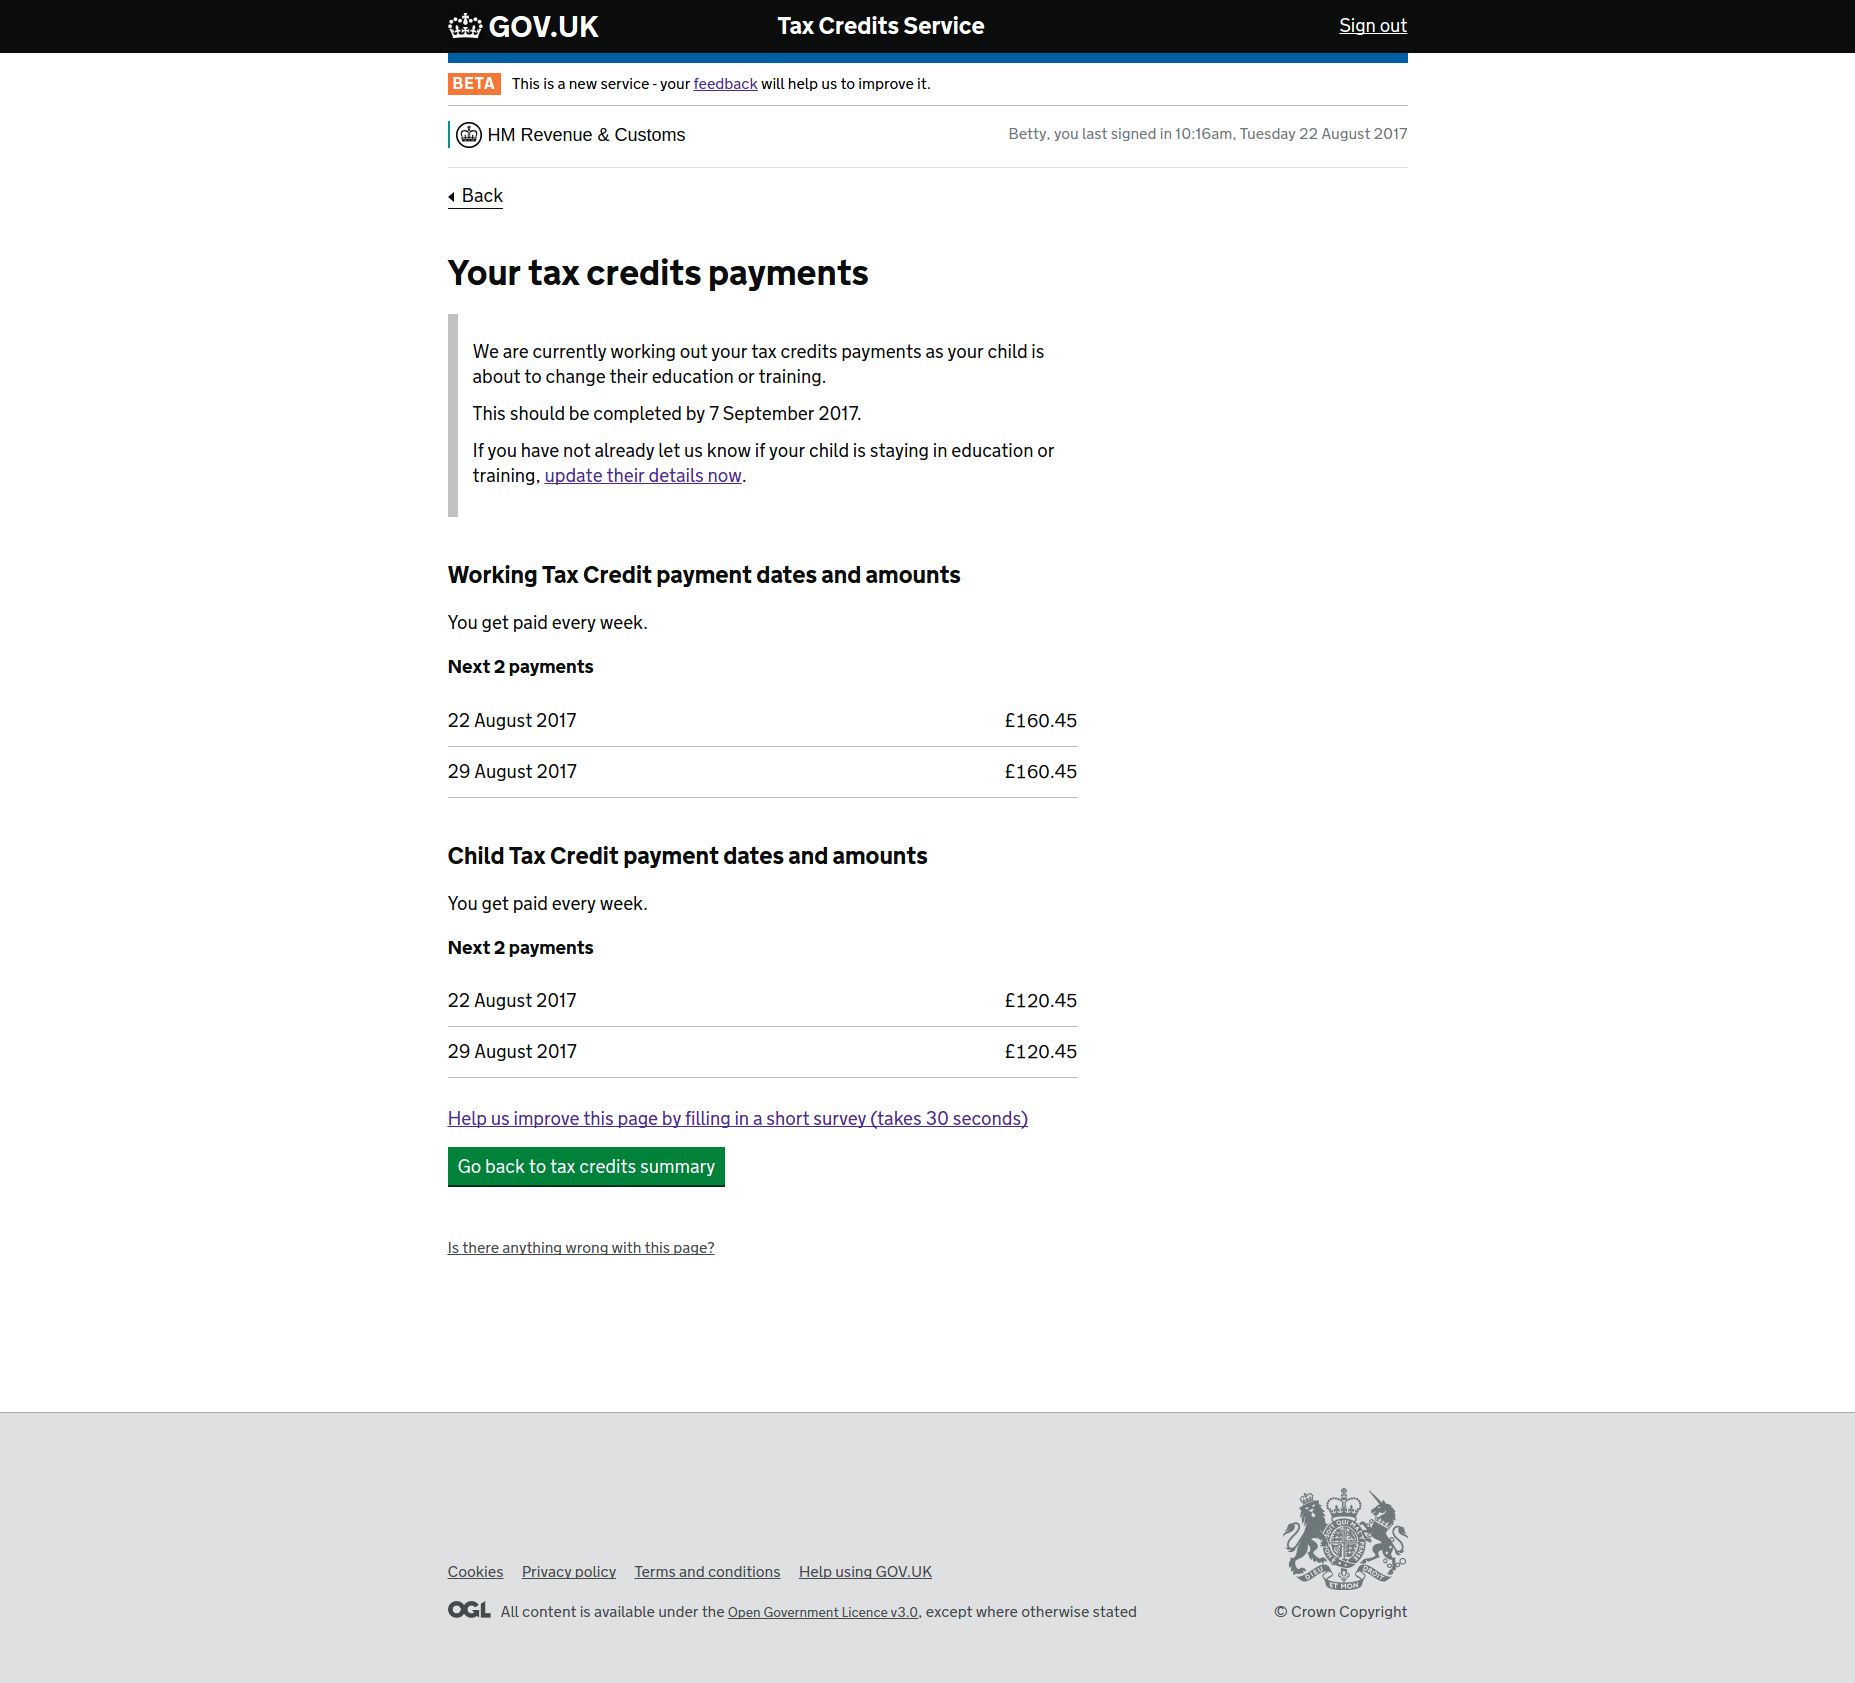 GOV.UK
Tax Credits Service
Sign out
BETA This is a new service - your feedback will help us to improve it.
HM Revenue & Customs
Betty, you last signed in 10:16am, Tuesday 22 August 2017
Back
Your tax credits payments
We are currently working out your tax credits payments as your child is
about to change their education or training.
This should be completed by 7 September 2017.
If you have not already let us know if your child is staying in education or
training, update their details now.
Working Tax Credit payment dates and amounts
You get paid every week.
Next 2 payments
22 August 2017 £160.45
29 August 2017 £160.45
Child Tax Credit payment dates and amounts
You get paid every week.
Next 2 payments
22 August 2017 £120.45
29 August 2017 £120.45
Help us improve this page by filling in a short survey (takes 30 seconds)
Go back to tax credits summary
Is there anything wrong with this page?
DIEU ET MON DROIT
Cookies Privacy policy Terms and conditions Help using GOV.UK
OGL All content is available under the Open Government Licence v3.0, except where otherwise stated
© Crown Copyright